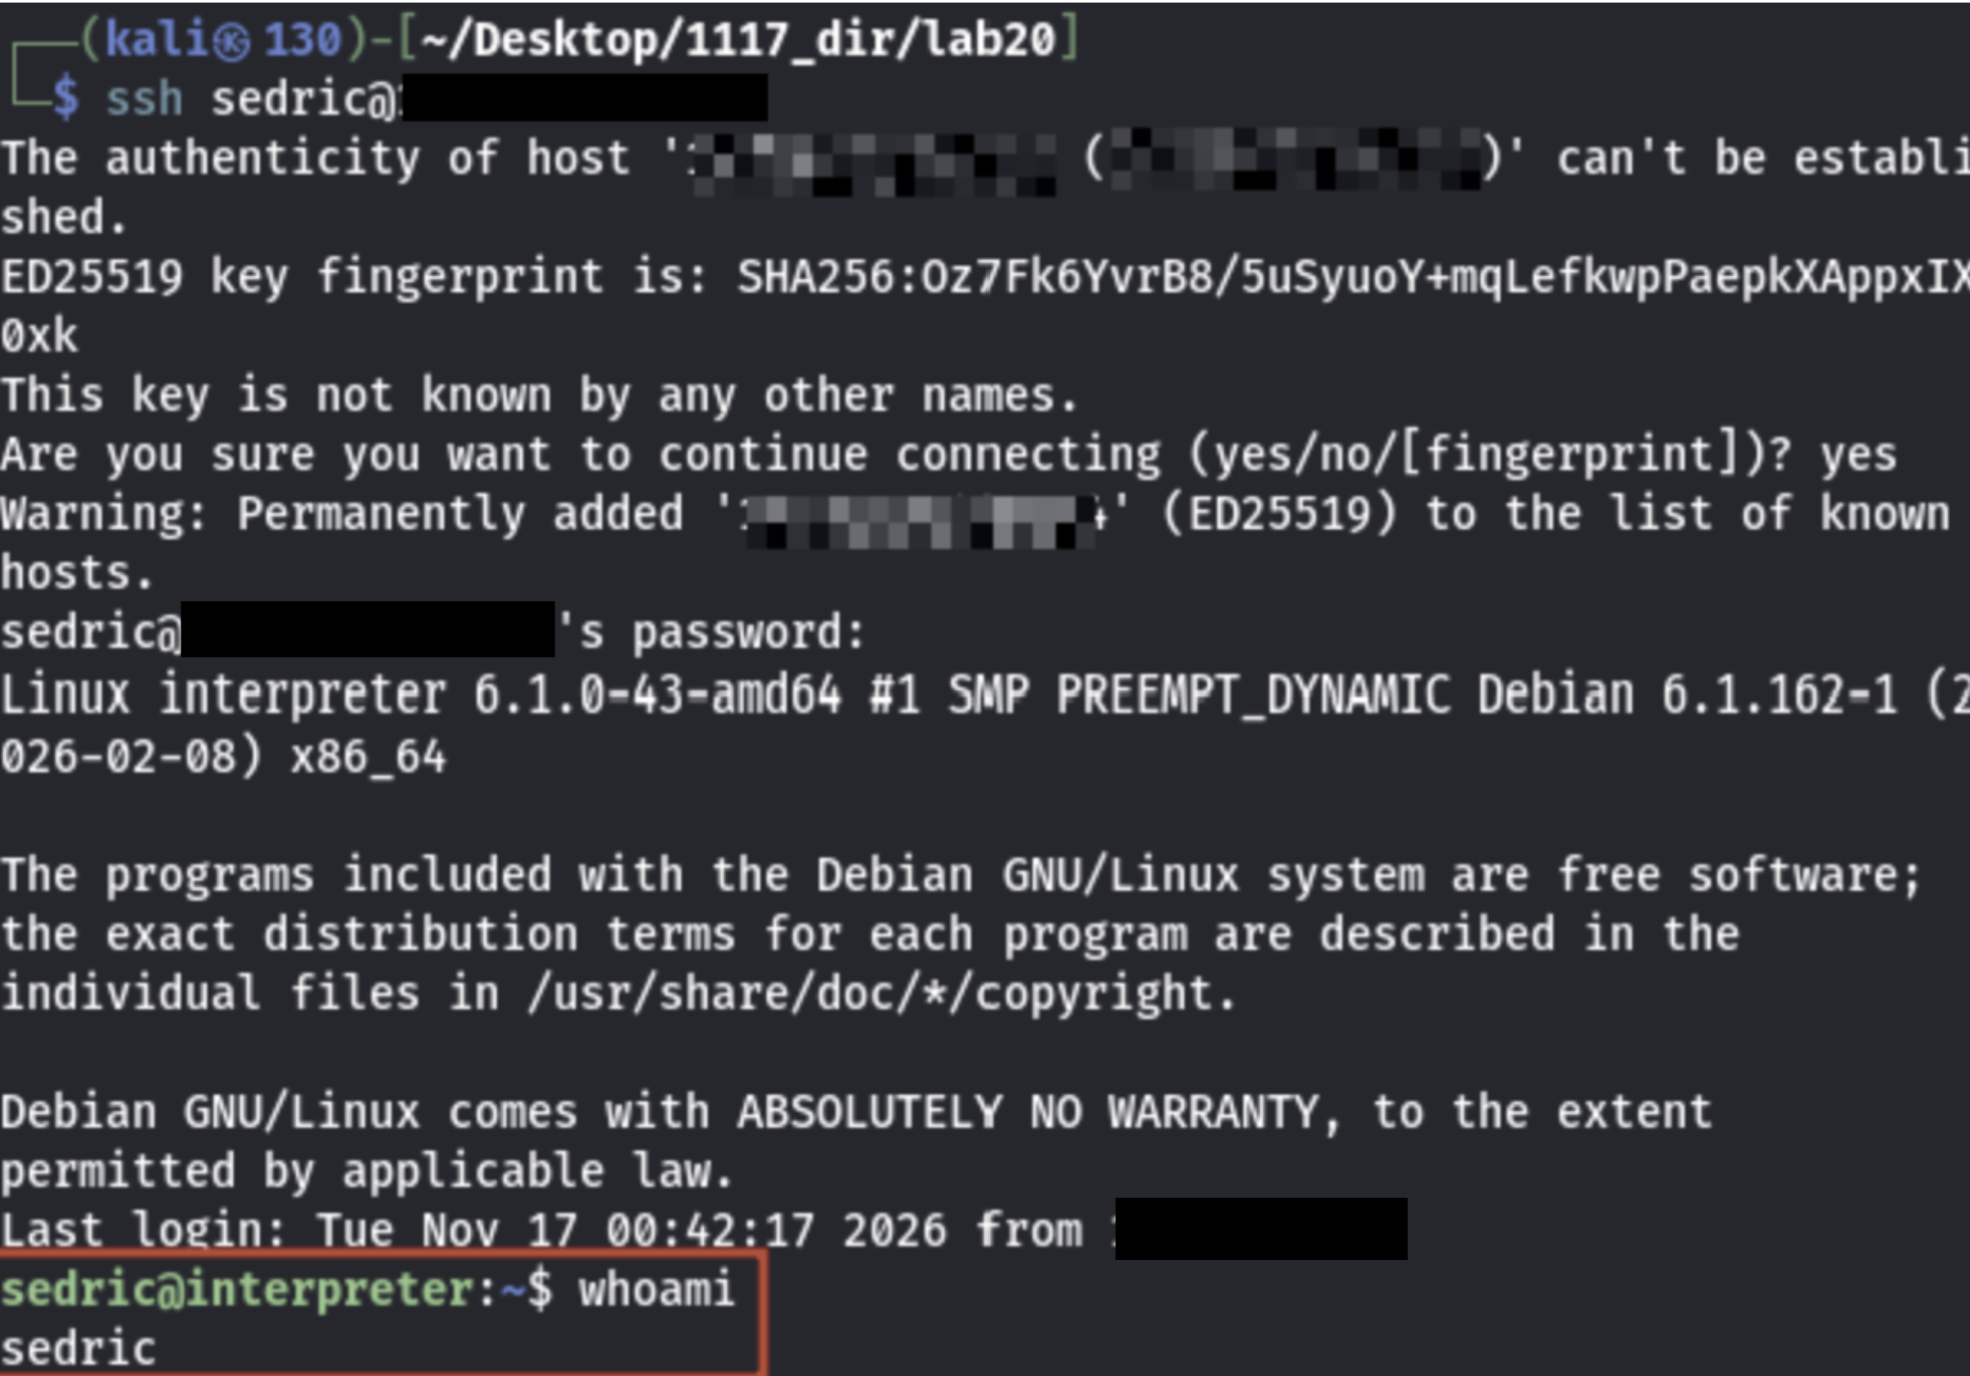 (kali㉿130)-[~/Desktop/1117_dir/lab20]
$ ssh sedric@
The authenticity of host ' ( )' can't be establi
shed.
ED25519 key fingerprint is: SHA256:Oz7Fk6YvrB8/5uSyuoY+mqLefkwpPaepkXAppxIX
0xk
This key is not known by any other names.
Are you sure you want to continue connecting (yes/no/[fingerprint])? yes
Warning: Permanently added ' ' (ED25519) to the list of known
hosts.
sedric@ 's password:
Linux interpreter 6.1.0-43-amd64 #1 SMP PREEMPT_DYNAMIC Debian 6.1.162-1 (2
026-02-08) x86_64
The programs included with the Debian GNU/Linux system are free software;
the exact distribution terms for each program are described in the
individual files in /usr/share/doc/*/copyright.
Debian GNU/Linux comes with ABSOLUTELY NO WARRANTY, to the extent
permitted by applicable law.
Last login: Tue Nov 17 00:42:17 2026 from
sedric@interpreter:~$ whoami
sedric